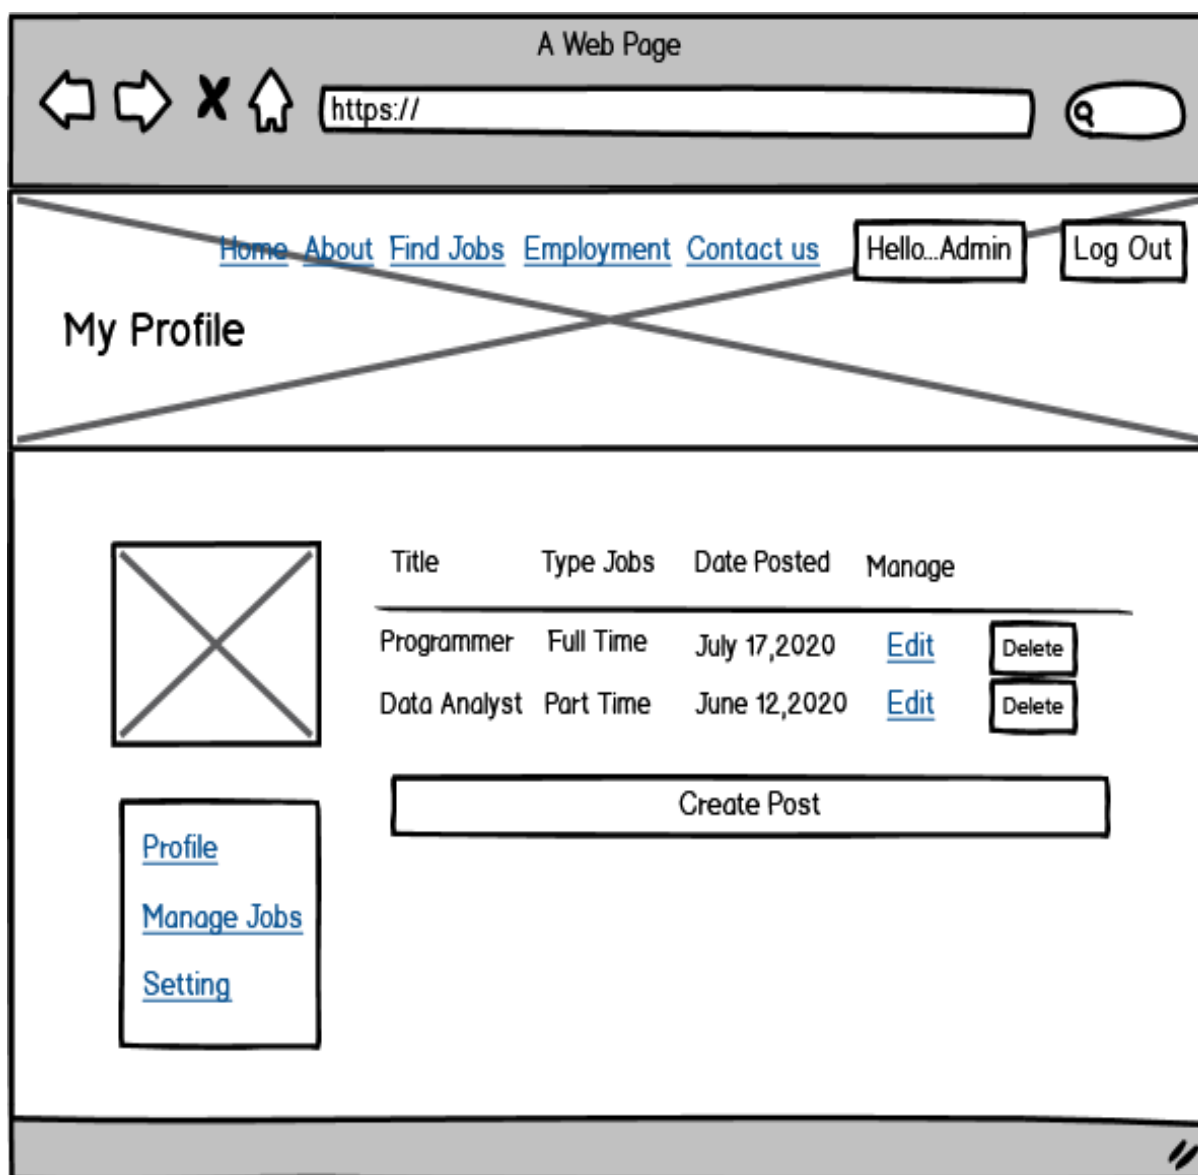 A Web Page
https://
Home About Find Jobs Employment Contact us Hello...Admin Log Out
My Profile
Title Type Jobs Date Posted Manage
Programmer Full Time July 17,2020 Edit Delete
Data Analyst Part Time June 12,2020 Edit Delete
Create Post
Profile
Manage Jobs
Setting